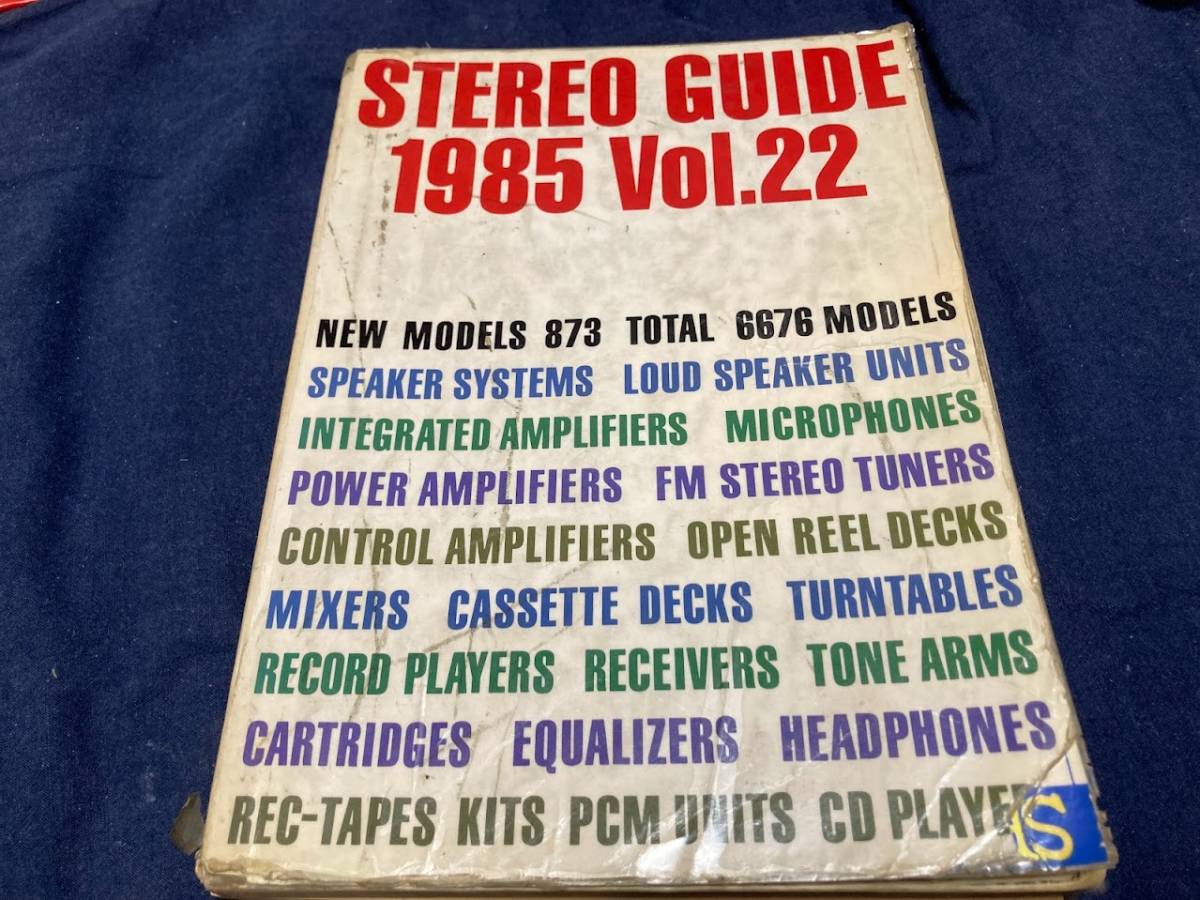 STEREO GUIDE
1985 Vol.22
NEW MODELS 873 TOTAL 6676 MODELS
SPEAKER SYSTEMS LOUD SPEAKER UNITS
INTEGRATED AMPLIFIERS MICROPHONES
POWER AMPLIFIERS FM STEREO TUNERS
CONTROL AMPLIFIERS OPEN REEL DECKS
MIXERS CASSETTE DECKS TURNTABLES
RECORD PLAYERS RECEIVERS TONE ARMS
CARTRIDGES EQUALIZERS HEADPHONES
REC-TAPES KITS PCM UNITS CD PLAYE